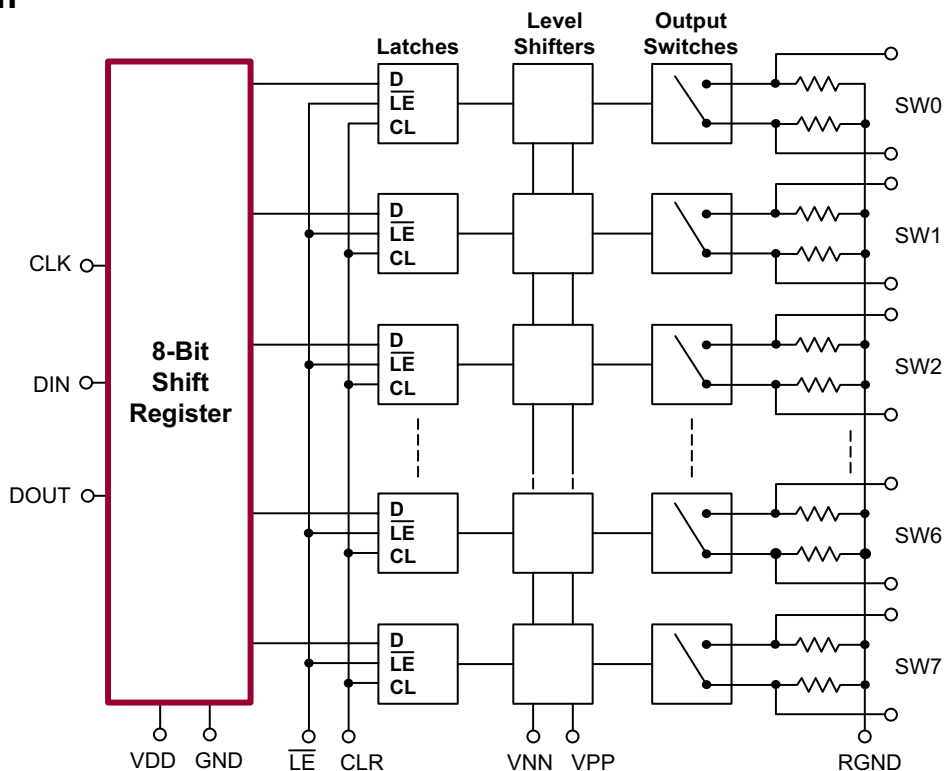 Latches
Level
Shifters
Output
Switches
D
LE
CL
SW0
D
LE
CL
SW1
CLK
D
LE
CL
SW2
8-Bit
Shift
Register
DIN
DOUT
D
LE
CL
SW6
D
LE
CL
SW7
VDD
GND
LE
CLR
VNN
VPP
RGND